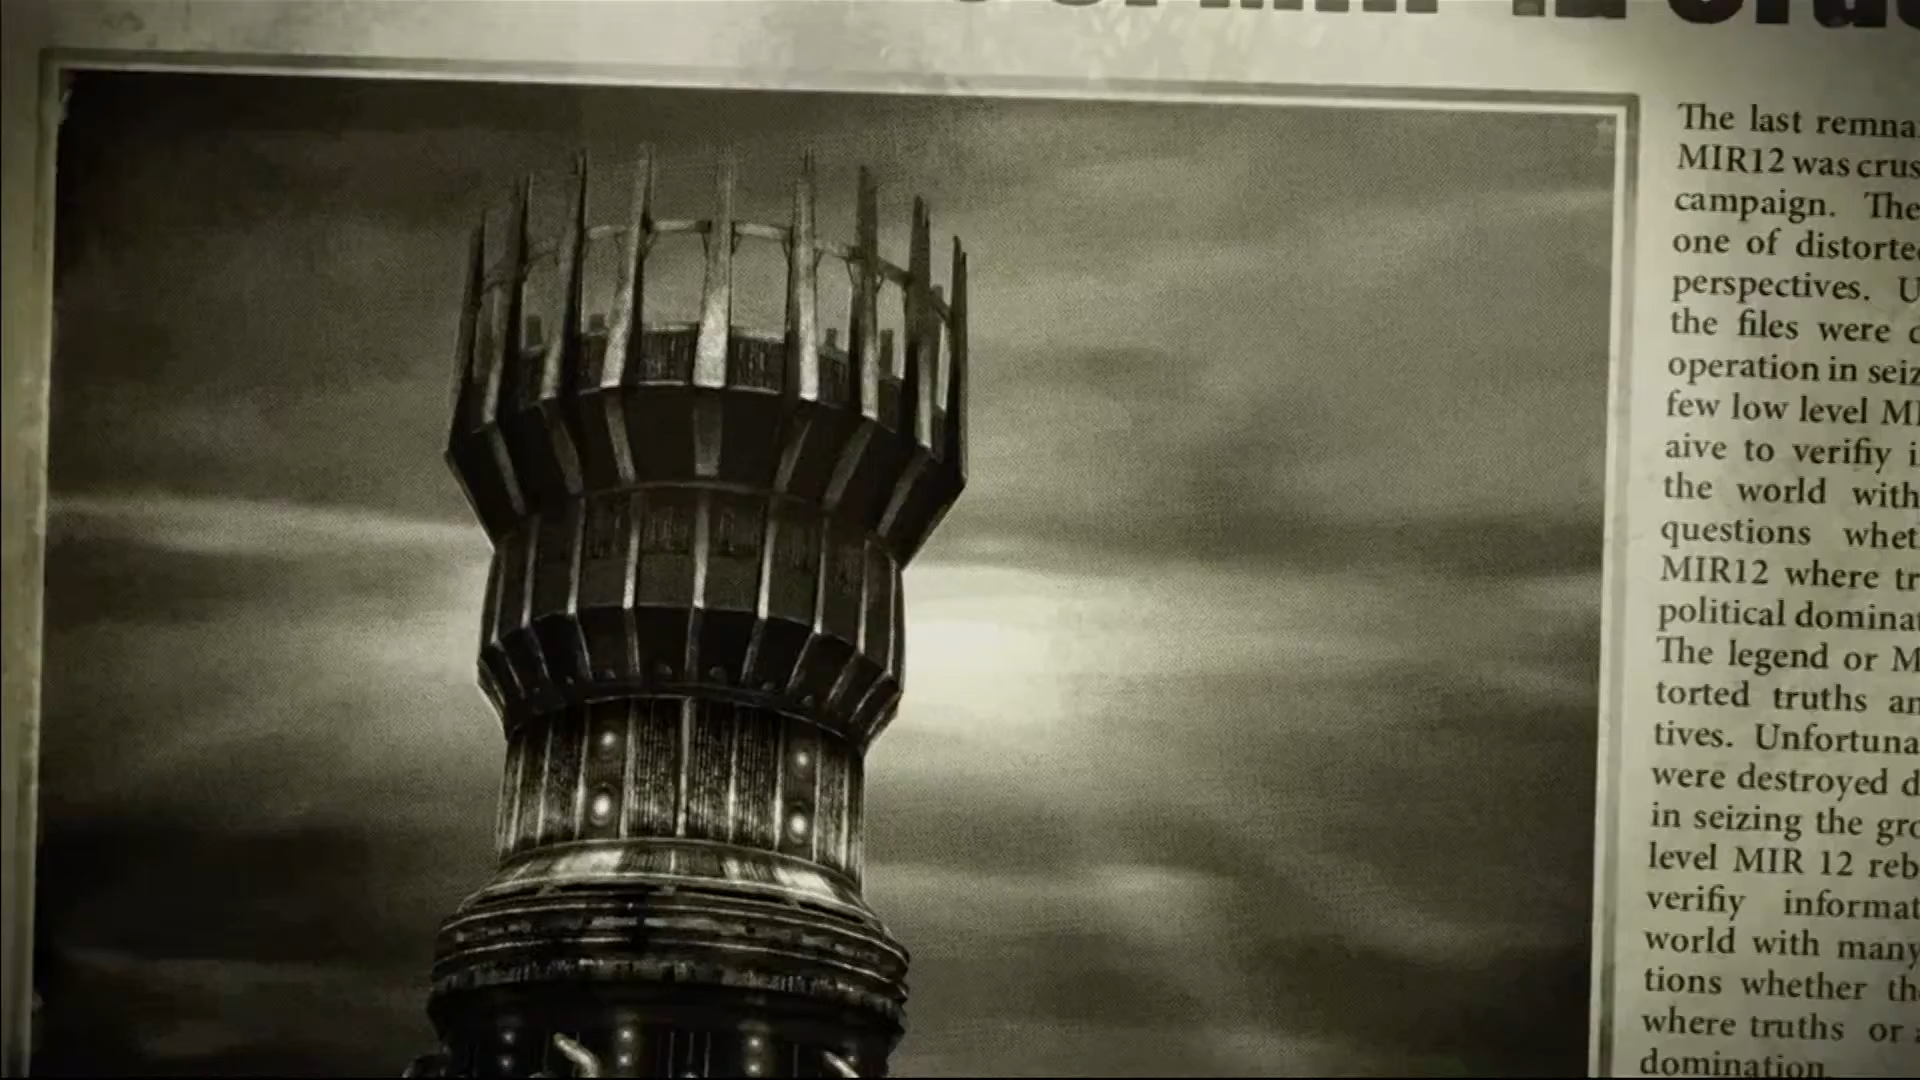 The last remna
MIR12 was crus
campaign. The
one of distorte
perspectives. U
the files were
operation in seiz
few low level MI
aive to verifiy i
the world with
questions whet
MIR12 where tr
political dominat
The legend or M
torted truths an
tives. Unfortuna
were destroyed d
in seizing the gro
level MIR 12 reb
verifiy informat
world with many
tions whether th
where truths or a
domination.